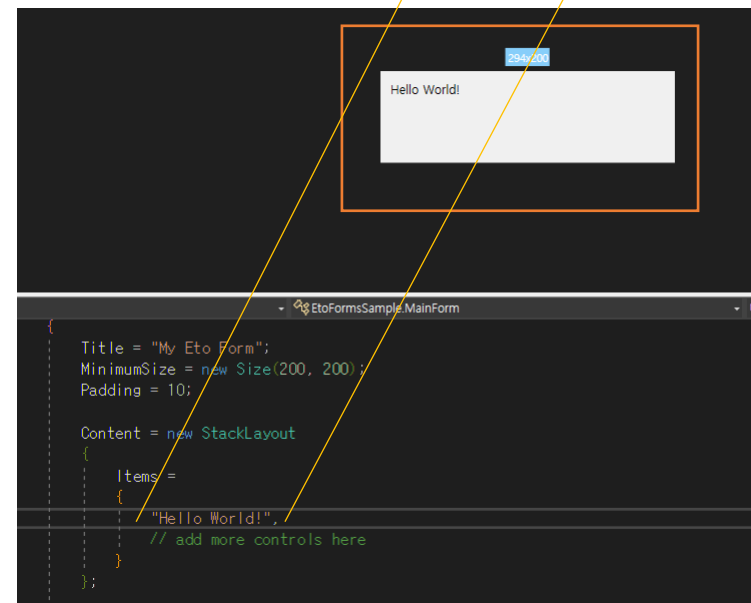 294x200
Hello World!
EtoFormsSample.MainForm
{
Title = "My Eto Form";
MinimumSize = new Size(200, 200);
Padding = 10;
Content = new StackLayout
{
Items =
{
"Hello World!",
// add more controls here
}
};